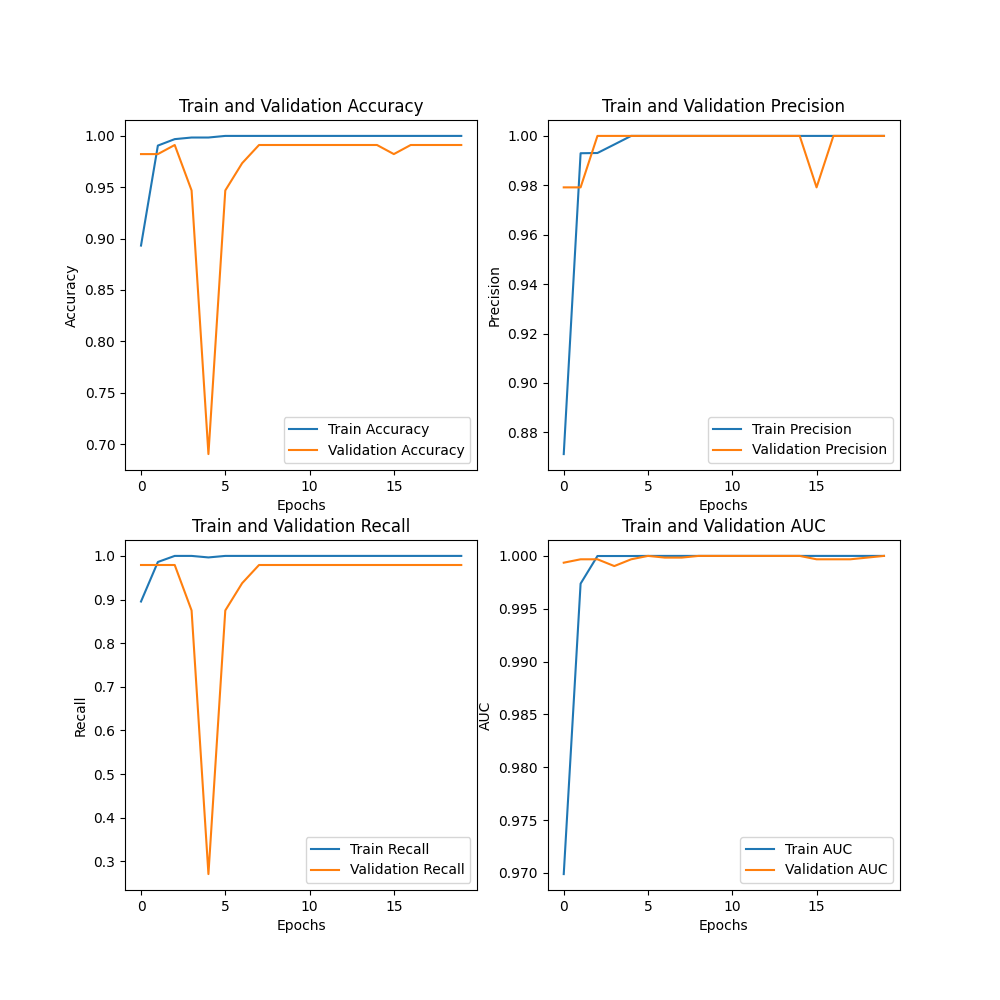 Train and Validation Accuracy
1.00
0.95
0.90
0.85
0.80
0.75
0.70
Accuracy
Train Accuracy
Validation Accuracy
0 5 10 15
Epochs
Train and Validation Precision
1.00
0.98
0.96
0.94
0.92
0.90
0.88
Precision
Train Precision
Validation Precision
0 5 10 15
Epochs
Train and Validation Recall
1.0
0.9
0.8
0.7
0.6
0.5
0.4
0.3
Recall
Train Recall
Validation Recall
0 5 10 15
Epochs
Train and Validation AUC
1.000
0.995
0.990
0.985
0.980
0.975
0.970
AUC
Train AUC
Validation AUC
0 5 10 15
Epochs